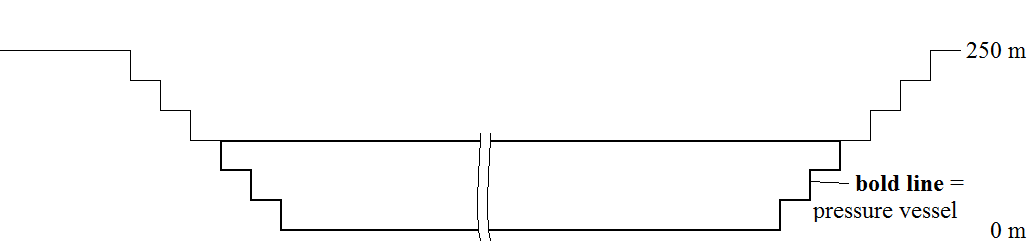 250 m
bold line =
pressure vessel
0 m